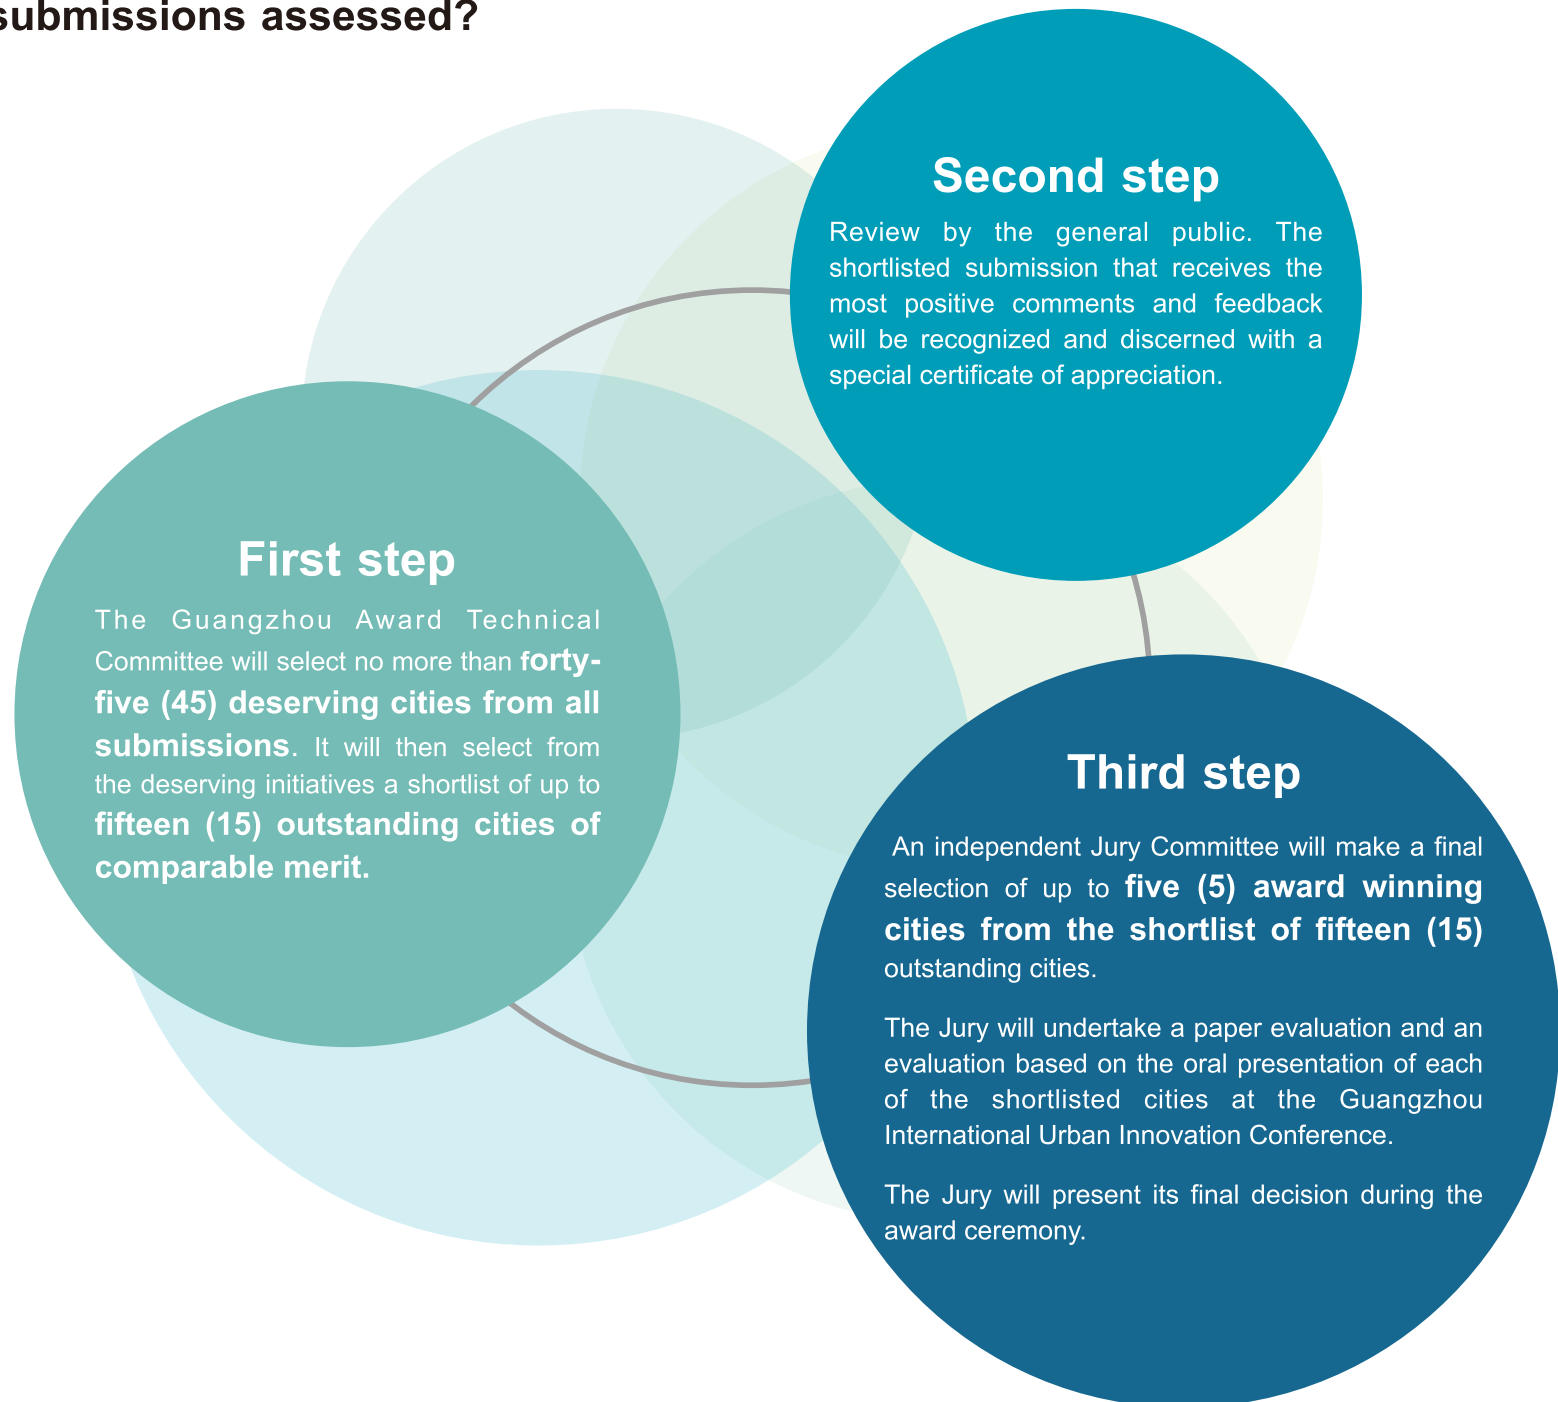 submissions assessed?
First step
The Guangzhou Award Technical
Committee will select no more than forty-
five (45) deserving cities from all
submissions. It will then select from
the deserving initiatives a shortlist of up to
fifteen (15) outstanding cities of
comparable merit.
Second step
Review by the general public. The
shortlisted submission that receives the
most positive comments and feedback
will be recognized and discerned with a
special certificate of appreciation.
Third step
An independent Jury Committee will make a final
selection of up to five (5) award winning
cities from the shortlist of fifteen (15)
outstanding cities.
The Jury will undertake a paper evaluation and an
evaluation based on the oral presentation of each
of the shortlisted cities at the Guangzhou
International Urban Innovation Conference.
The Jury will present its final decision during the
award ceremony.